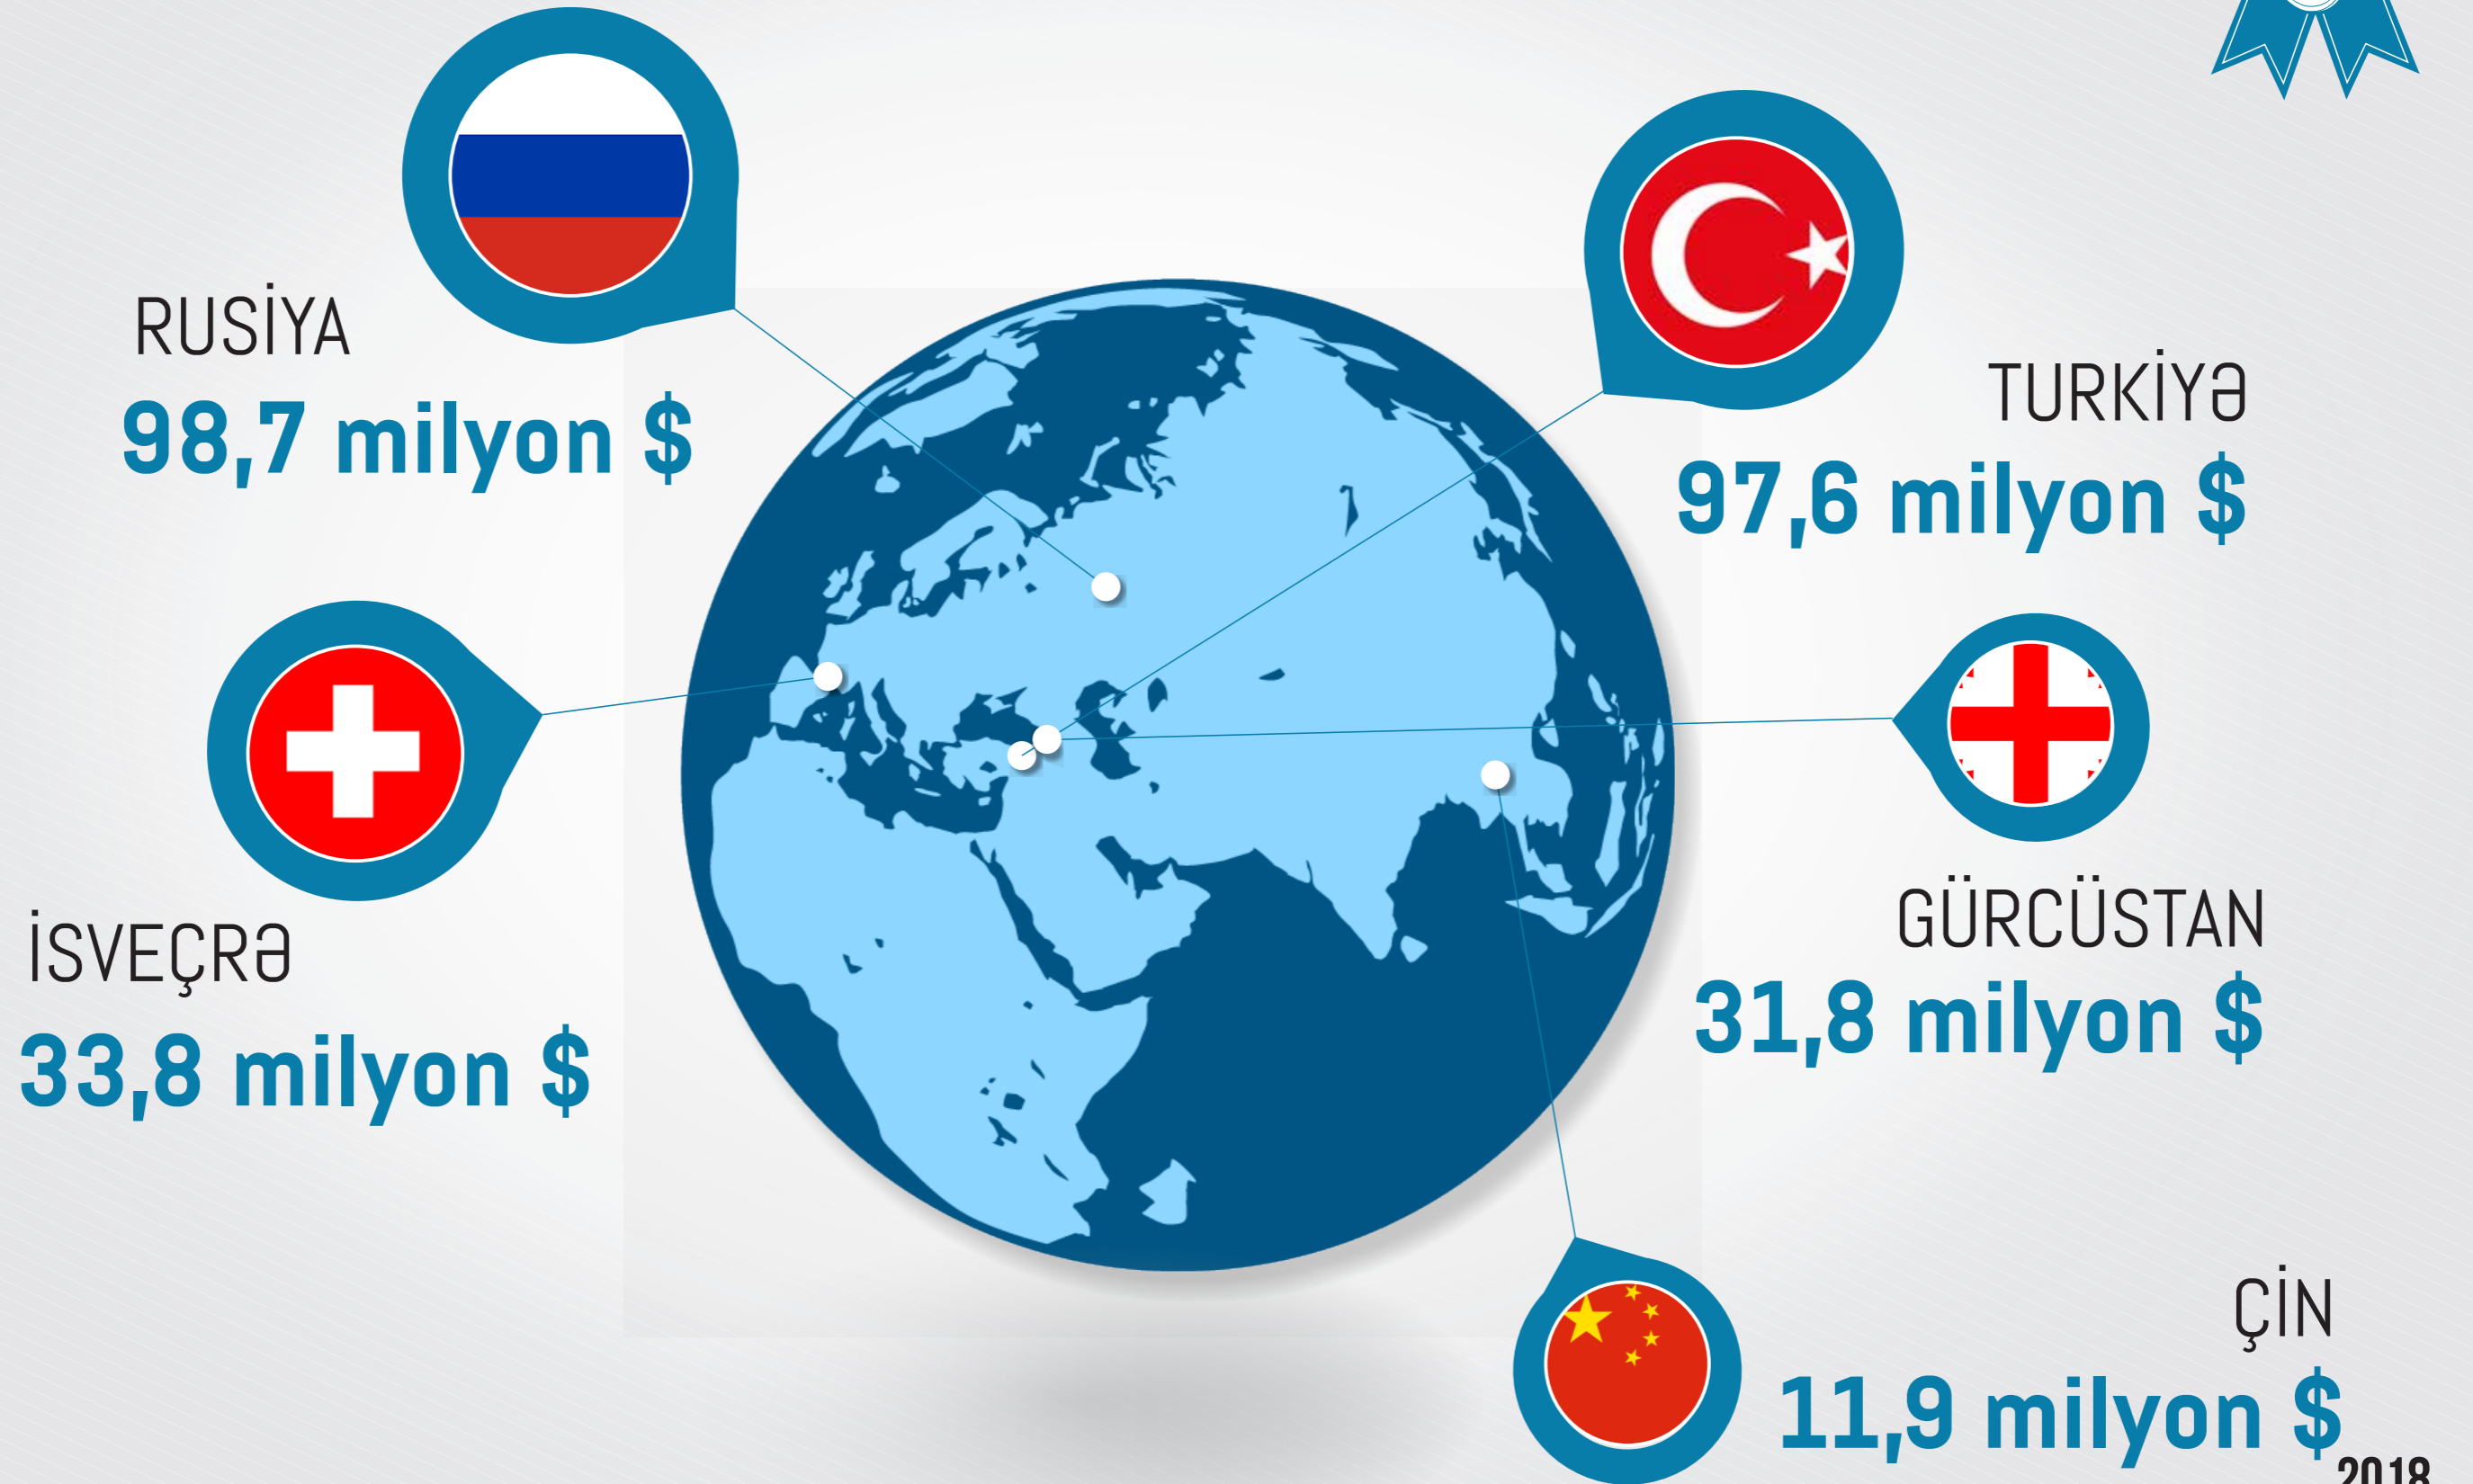 RUSİYA
98,7 milyon $
TURKİYƏ
97,6 milyon $
İSVEÇRƏ
33,8 milyon $
GÜRCÜSTAN
31,8 milyon $
ÇİN
11,9 milyon $
2018